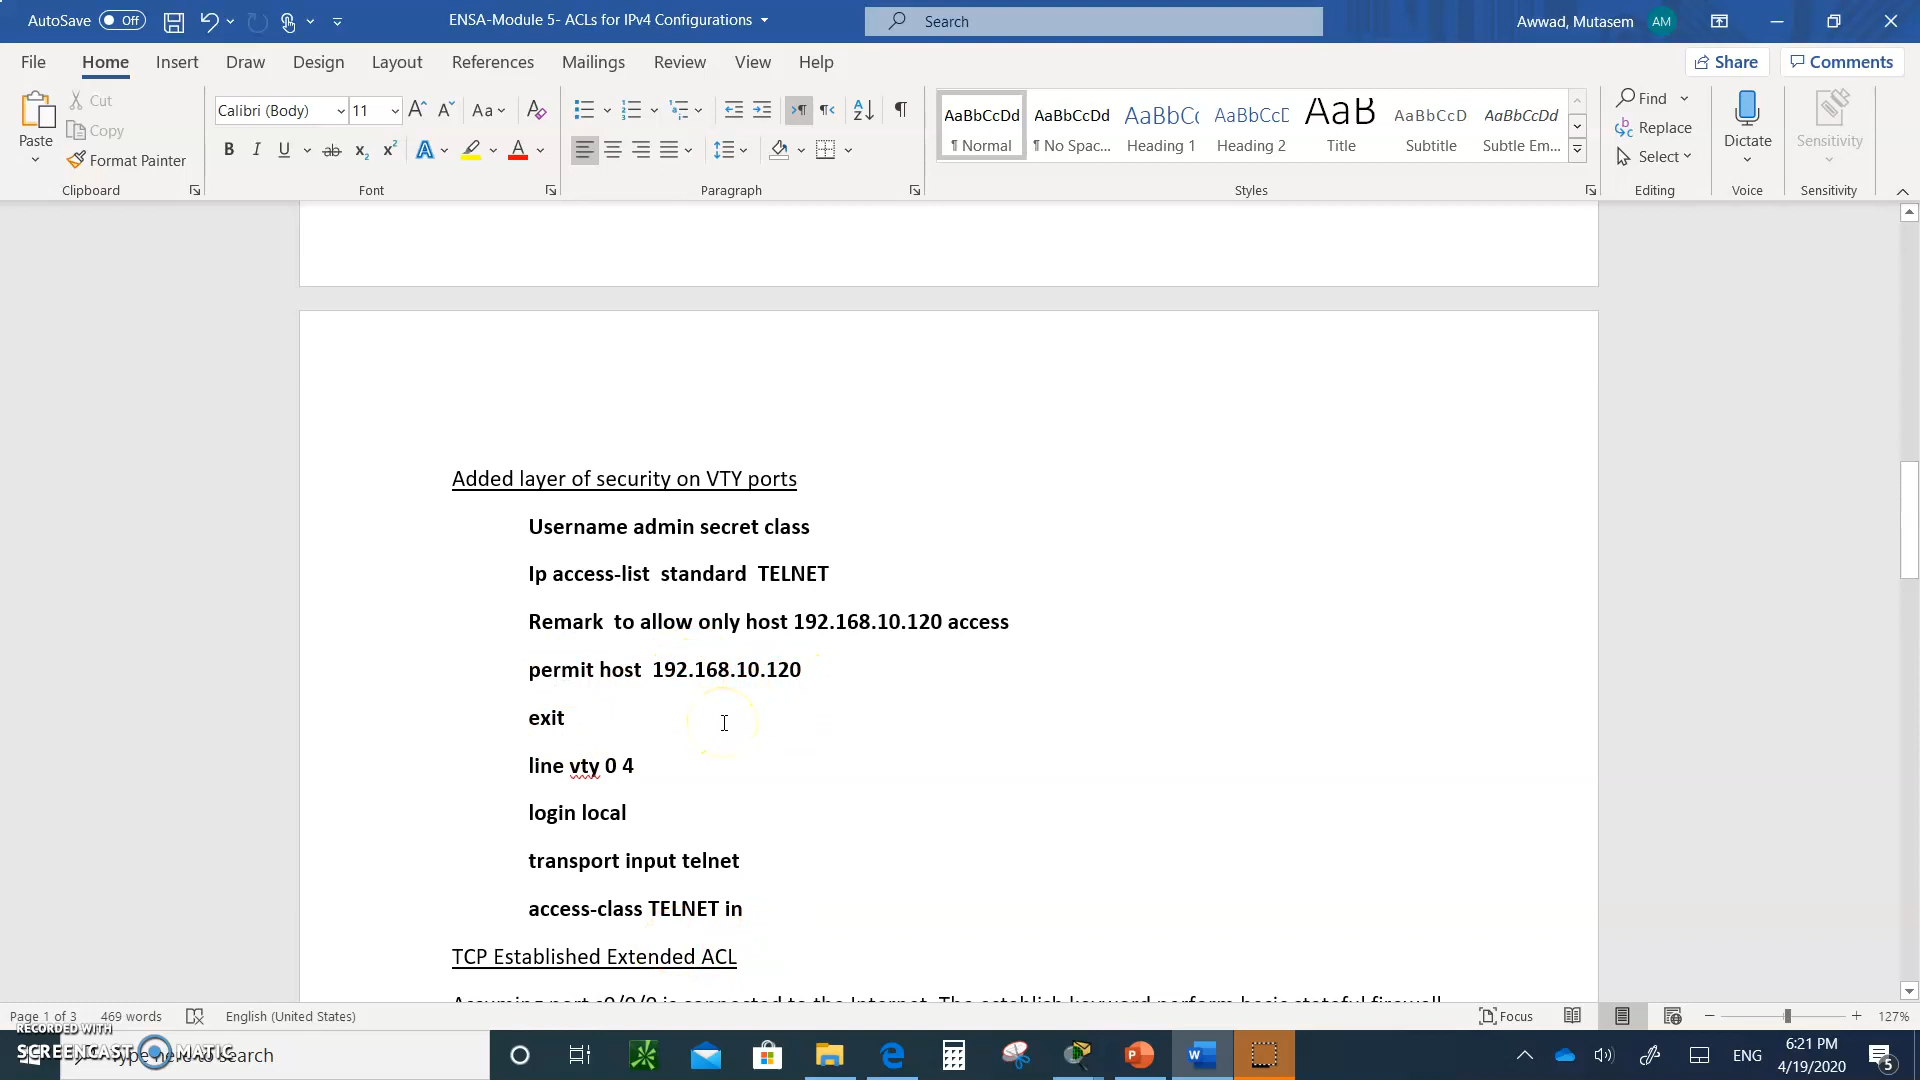 AutoSave Off ENSA-Module 5- ACLs for IPv4 Configurations Search Awwad, Mutasem AM
File Home Insert Draw Design Layout References Mailings Review View Help Share Comments
Paste Cut Copy Format Painter Clipboard
Calibri (Body) 11 Font
Paragraph
AaBbCcDd AaBbCcDd AaBbCc AaBbCcE AaB AaBbCcD AaBbCcDd
¶ Normal ¶ No Spac... Heading 1 Heading 2 Title Subtitle Subtle Em...
Styles
Find Replace Select Editing
Dictate Voice
Sensitivity Sensitivity
Added layer of security on VTY ports
Username admin secret class
Ip access-list standard TELNET
Remark to allow only host 192.168.10.120 access
permit host 192.168.10.120
exit
line vty 0 4
login local
transport input telnet
access-class TELNET in
TCP Established Extended ACL
Page 1 of 3 469 words English (United States) Focus 127%
RECORDED WITH
SCREENCAST MATIC
Type here to search
ENG 6:21 PM
4/19/2020 5